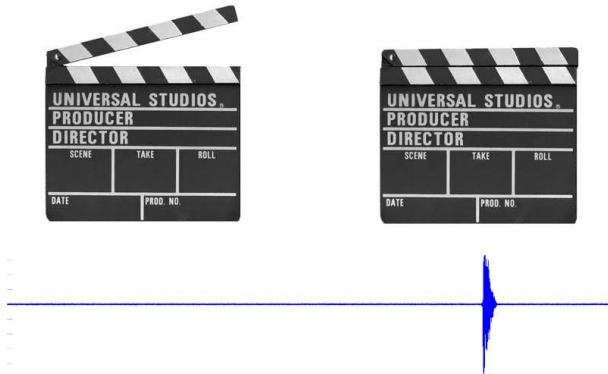 UNIVERSAL STUDIOS
PRODUCER
DIRECTOR
SCENE TAKE ROLL
DATE PROD. NO.
UNIVERSAL STUDIOS
PRODUCER
DIRECTOR
SCENE TAKE ROLL
DATE PROD. NO.